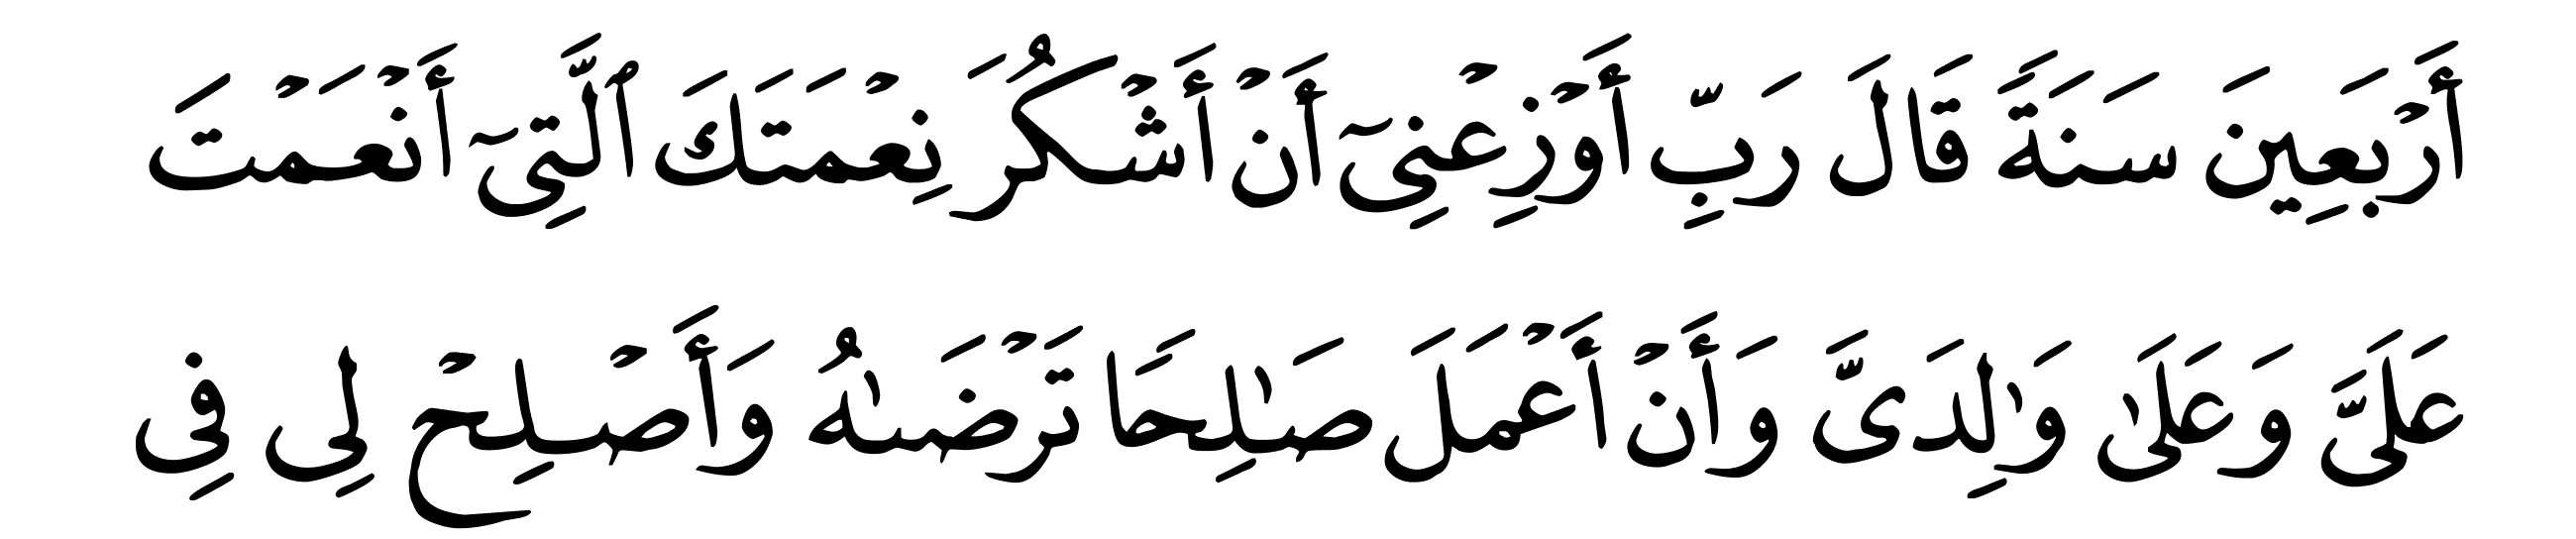 أَرْبَعِينَ سَنَةً قَالَ رَبِّ أَوْزِعْنِىٓ أَنْ أَشْكُرَ نِعْمَتَكَ ٱلَّتِىٓ أَنْعَمْتَ
عَلَىَّ وَعَلَىٰ وَٰلِدَىَّ وَأَنْ أَعْمَلَ صَـٰلِحًا تَرْضَىٰهُ وَأَصْلِحْ لِى فِى